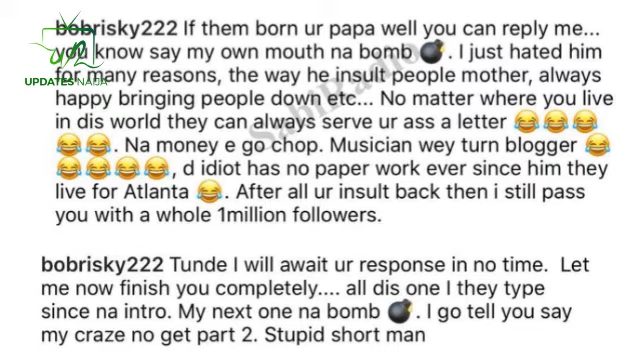 bobrisky222 If them born ur papa well you can reply me...
you know say my own mouth na bomb 💣. I just hated him
for many reasons, the way he insult people mother, always
happy bringing people down etc... No matter where you live
in dis world they can always serve ur ass a letter 😂😂😂
😂😂. Na money e go chop. Musician wey turn blogger 😂
😂😂😂😂, d idiot has no paper work ever since him they
live for Atlanta 😂. After all ur insult back then i still pass
you with a whole 1million followers.
bobrisky222 Tunde I will await ur response in no time. Let
me now finish you completely.... all dis one I they type
since na intro. My next one na bomb 💣. I go tell you say
my craze no get part 2. Stupid short man
UPDATES NAIJA
SabiRadio